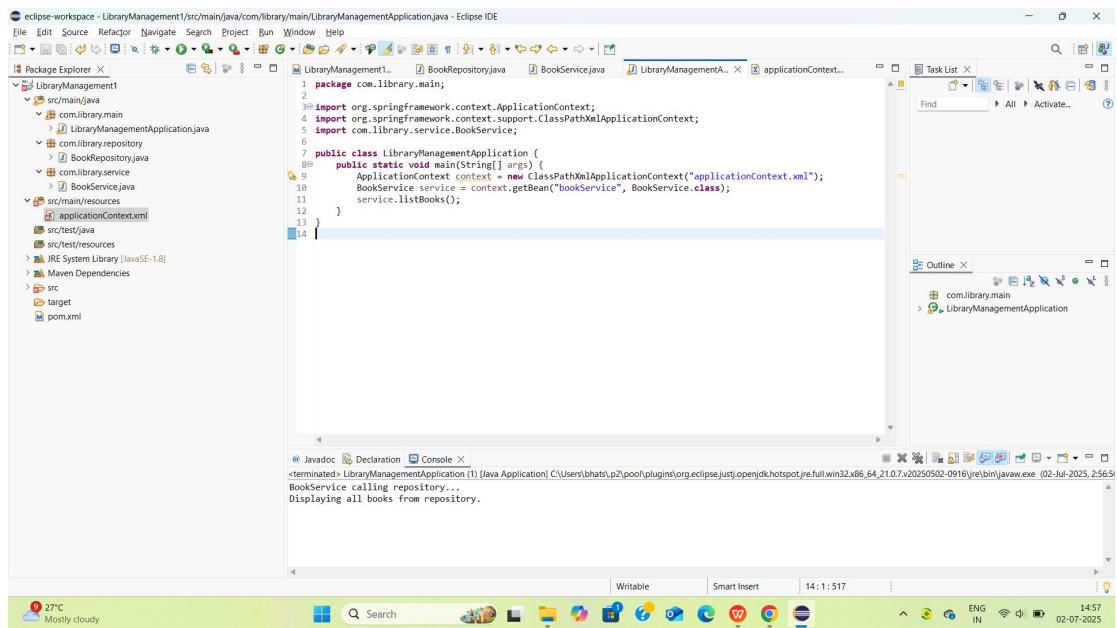 eclipse-workspace - LibraryManagement1/src/main/java/com/library/main/LibraryManagementApplication.java - Eclipse IDE
File Edit Source Refactor Navigate Search Project Run Window Help
Package Explorer
LibraryManagement1
src/main/java
com.library.main
LibraryManagementApplication.java
com.library.repository
BookRepository.java
com.library.service
BookService.java
src/main/resources
applicationContext.xml
src/test/java
src/test/resources
JRE System Library [JavaSE-1.8]
Maven Dependencies
src
target
pom.xml
LibraryManagement1... BookRepository.java BookService.java LibraryManagementA... applicationContext....
1 package com.library.main;
2
3 import org.springframework.context.ApplicationContext;
4 import org.springframework.context.support.ClassPathXmlApplicationContext;
5 import com.library.service.BookService;
6
7 public class LibraryManagementApplication {
8 public static void main(String[] args) {
9 ApplicationContext context = new ClassPathXmlApplicationContext("applicationContext.xml");
10 BookService service = context.getBean("bookService", BookService.class);
11 service.listBooks();
12 }
13 }
14
Task List
Find All Activate...
Outline
com.library.main
LibraryManagementApplication
Javadoc Declaration Console
<terminated> LibraryManagementApplication (1) [Java Application] C:\Users\bhats\.p2\pool\plugins\org.eclipse.justj.openjdk.hotspot.jre.full.win32.x86_64_21.0.7.v20250502-0916\jre\bin\javaw.exe (02-Jul-2025, 2:56:5
BookService calling repository...
Displaying all books from repository.
Writable Smart Insert 14 : 1 : 517
9
27°C
Mostly cloudy
Search
ENG
IN
14:57
02-07-2025